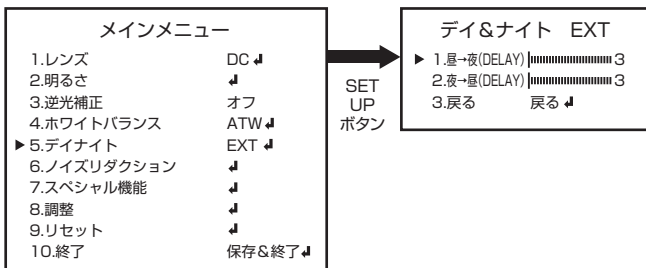 メインメニュー
1.レンズ DC↲
2.明るさ ↲
3.逆光補正 オフ
4.ホワイトバランス ATW↲
▶5.デイナイト EXT ↲
6.ノイズリダクション ↲
7.スペシャル機能 ↲
8.調整 ↲
9.リセット ↲
10.終了 保存&終了↲
SET
UP
ボタン
デイ&ナイト EXT
▶ 1.昼→夜(DELAY) 3
2.夜→昼(DELAY) 3
3.戻る 戻る ↲